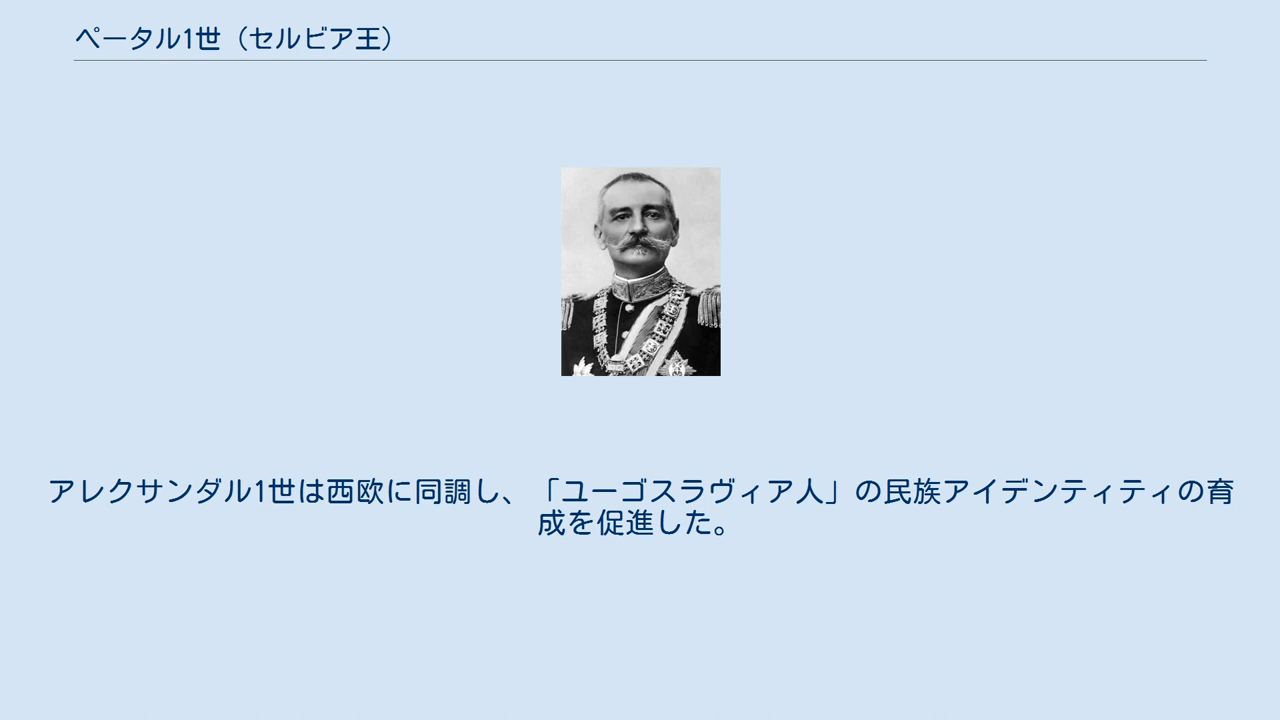 ペータル1世（セルビア王）
アレクサンダル1世は西欧に同調し、「ユーゴスラヴィア人」の民族アイデンティティの育
成を促進した。